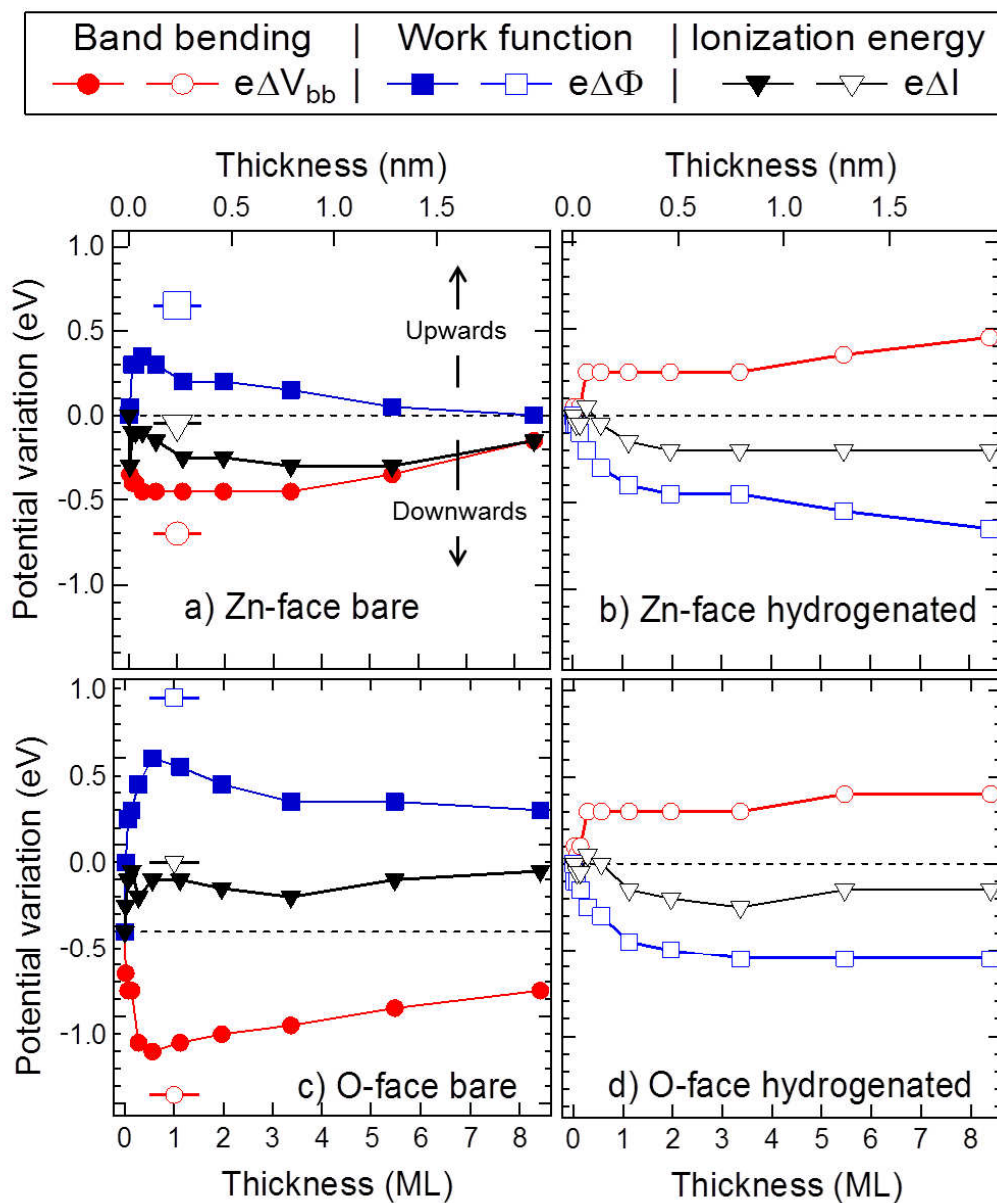 Band bending | Work function | Ionization energy
eΔV_bb | eΔΦ | eΔI
Thickness (nm) Thickness (nm)
0.0 0.5 1.0 1.5 0.0 0.5 1.0 1.5
Potential variation (eV)
1.0
0.5
0.0
-0.5
-1.0
Upwards
Downwards
a) Zn-face bare
b) Zn-face hydrogenated
Potential variation (eV)
1.0
0.5
0.0
-0.5
-1.0
c) O-face bare
d) O-face hydrogenated
0 1 2 3 4 5 6 7 8 0 1 2 3 4 5 6 7 8
Thickness (ML) Thickness (ML)